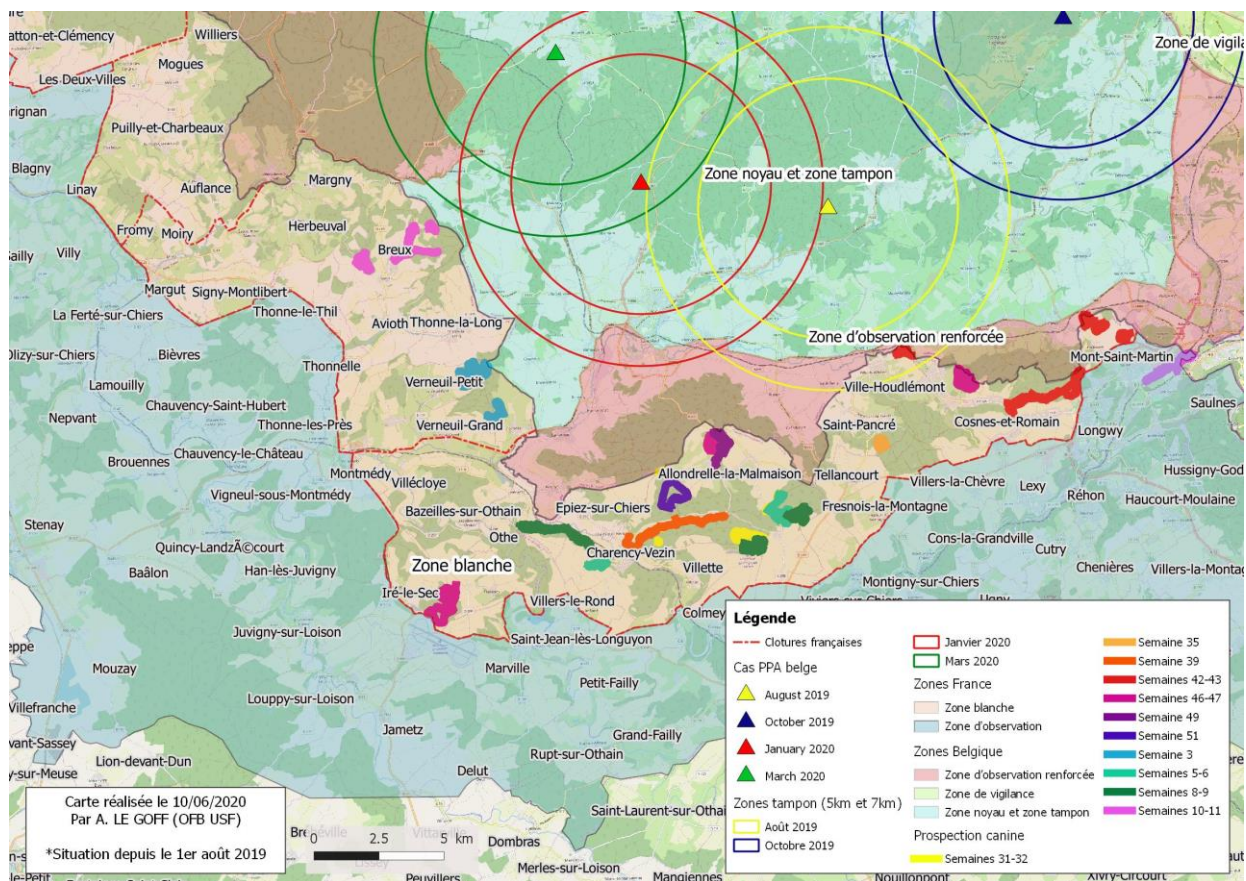 Williers
Mogues
Zone de vigila
atton-et-Clémency
Les Deux-Villes
arignan
Puilly-et-Charbeaux
Blagny
Linay
Auflance
Margny
Zone noyau et zone tampon
Fromy
Moiry
Herbeuval
Breux
Sailly
Villy
Margut
Signy-Montlibert
La Ferté-sur-Chiers
Thonne-le-Thil
Avioth
Thonne-la-Long
Zone d'observation renforcée
Olizy-sur-Chiers
Bièvres
Thonnelle
Mont-Saint-Martin
Lamouilly
Verneuil-Petit
Ville-Houdlémont
Saulnes
Nepvant
Chauvency-Saint-Hubert
Thonne-les-Près
Verneuil-Grand
Saint-Pancré
Cosnes-et-Romain
Longwy
Brouennes
Chauvency-le-Château
Montmédy
Villécloye
Allondrelle-la-Malmaison
Tellancourt
Villers-la-Chèvre
Lexy
Réhon
Hussigny-God
Haucourt-Moulaine
Vigneul-sous-Montmédy
Bazeilles-sur-Othain
Epiez-sur-Chiers
Fresnois-la-Montagne
Stenay
Quincy-LandzÃ©court
Othe
Cons-la-Grandville
Cutry
Baâlon
Han-lès-Juvigny
Zone blanche
Charency-Vezin
Villette
Chenières
Villers-la-Montag
Montigny-sur-Chiers
Iré-le-Sec
Villers-le-Rond
Colmey
Juvigny-sur-Loison
Saint-Jean-lès-Longuyon
Mouzay
Marville
Petit-Failly
Villefranche
Louppy-sur-Loison
Jametz
Grand-Failly
Rupt-sur-Othain
Lion-devant-Dun
Delut
Saint-Laurent-sur-Othai
Dombras
Merles-sur-Loison
Peuvillers
Mangiennes
Nouillonpont
Xivry-Circourt
Carte réalisée le 10/06/2020
Par A. LE GOFF (OFB USF)
*Situation depuis le 1er août 2019
0 2.5 5 km
Légende
Clotures françaises
Cas PPA belge
August 2019
October 2019
January 2020
March 2020
Zones tampon (5km et 7km)
Août 2019
Octobre 2019
Janvier 2020
Mars 2020
Zones France
Zone blanche
Zone d'observation
Zones Belgique
Zone d'observation renforcée
Zone de vigilance
Zone noyau et zone tampon
Prospection canine
Semaines 31-32
Semaine 35
Semaine 39
Semaines 42-43
Semaines 46-47
Semaine 49
Semaine 51
Semaine 3
Semaines 5-6
Semaines 8-9
Semaines 10-11